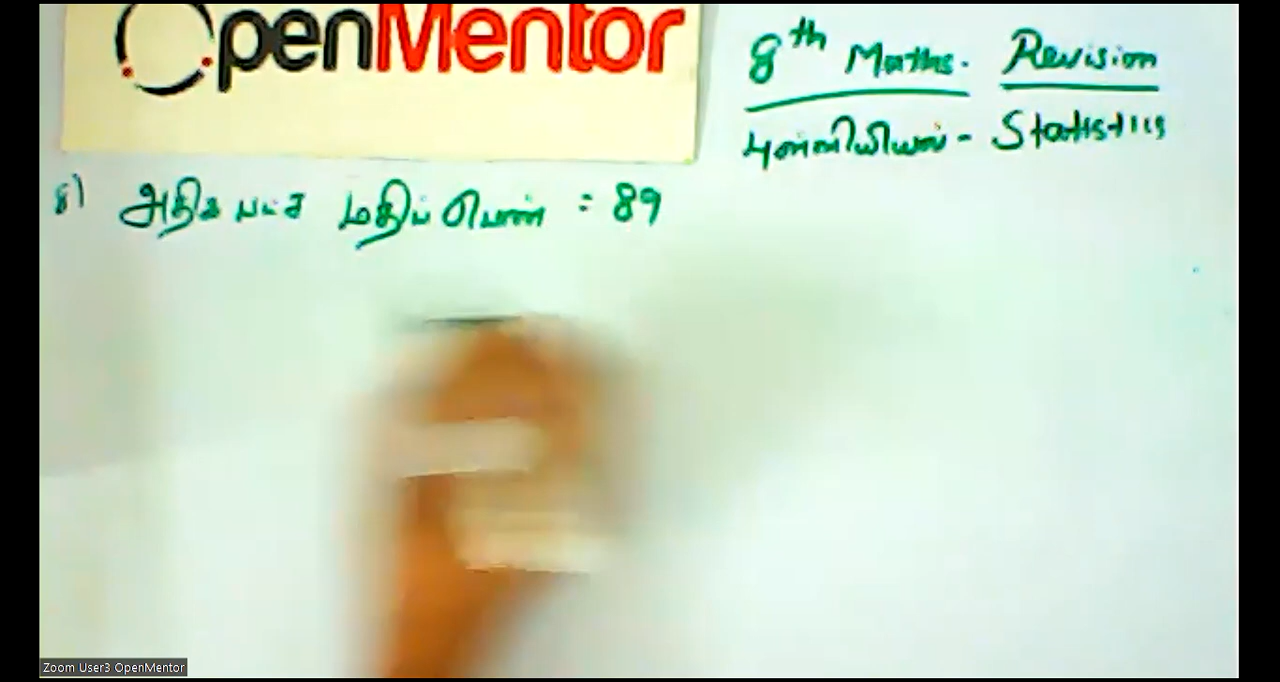 OpenMentor
8th Maths. Revision
புள்ளியியல் - Statistics
8) அதிக பட்ச மதிப்பெண் : 89
Zoom User3 OpenMentor